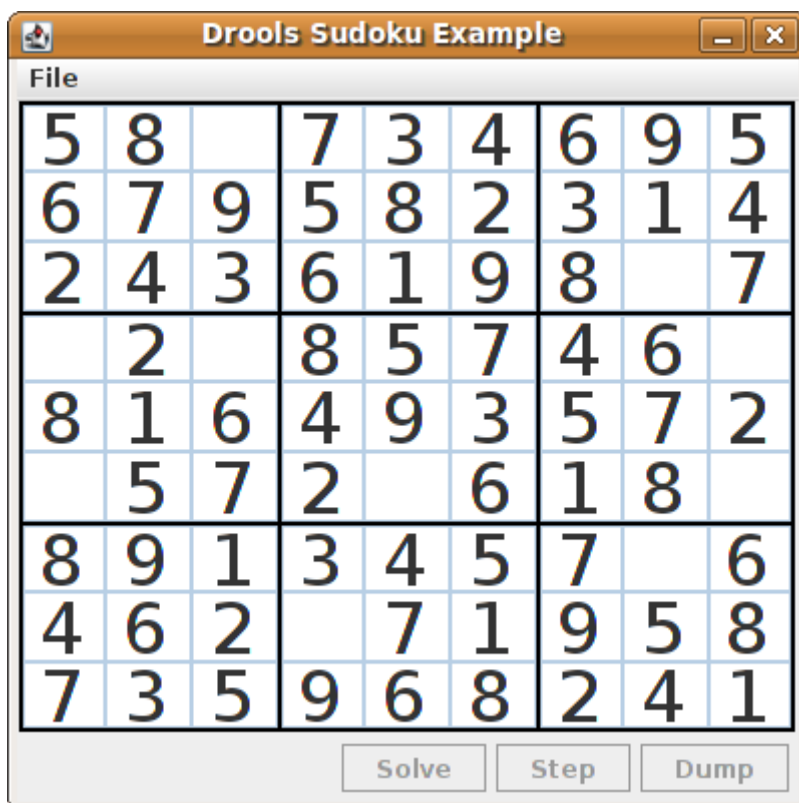 Drools Sudoku Example
File
5 8 7 3 4 6 9 5
6 7 9 5 8 2 3 1 4
2 4 3 6 1 9 8 7
2 8 5 7 4 6
8 1 6 4 9 3 5 7 2
5 7 2 6 1 8
8 9 1 3 4 5 7 6
4 6 2 7 1 9 5 8
7 3 5 9 6 8 2 4 1
Solve Step Dump